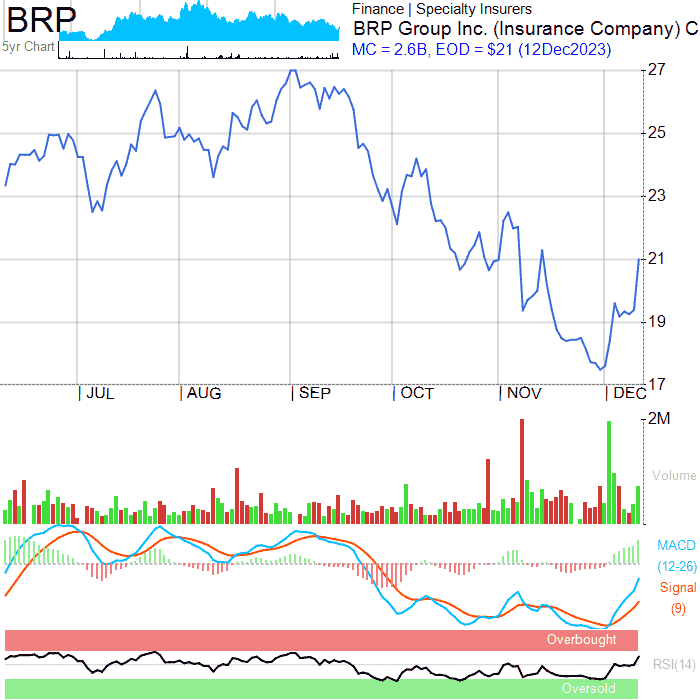 BRP
5yr Chart
Finance | Specialty Insurers
BRP Group Inc. (Insurance Company) C
MC = 2.6B, EOD = $21 (12Dec2023)
27
25
23
21
19
17
JUL AUG SEP OCT NOV DEC
2M
Volume
MACD
(12-26)
Signal
(9)
Overbought
RSI(14)
Oversold